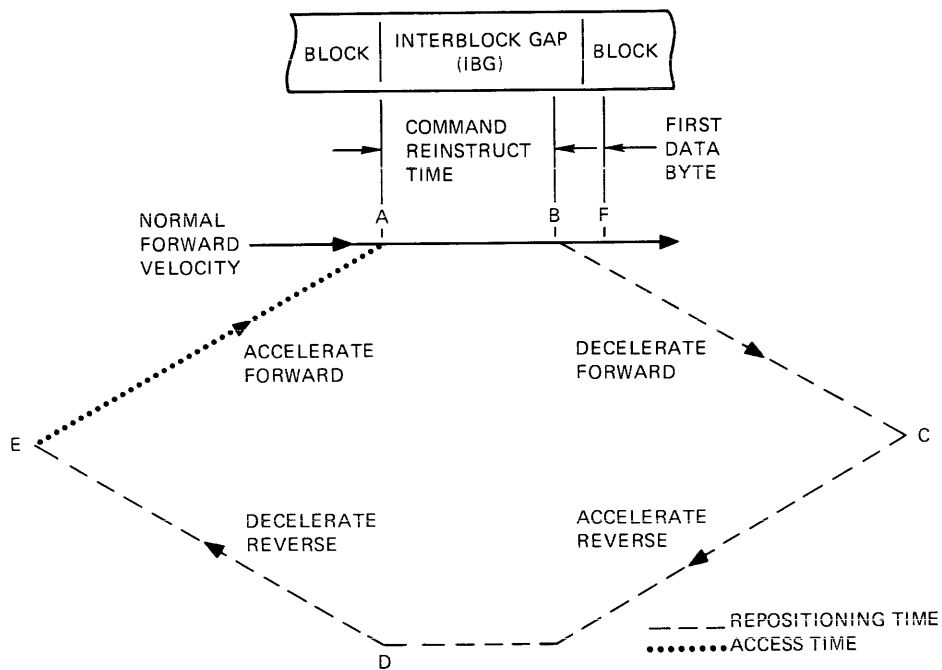 BLOCK
INTERBLOCK GAP
(IBG)
BLOCK
COMMAND
REINSTRUCT
TIME
FIRST
DATA
BYTE
A
B
F
NORMAL
FORWARD
VELOCITY
ACCELERATE
FORWARD
DECELERATE
FORWARD
E
C
DECELERATE
REVERSE
ACCELERATE
REVERSE
D
REPOSITIONING TIME
ACCESS TIME